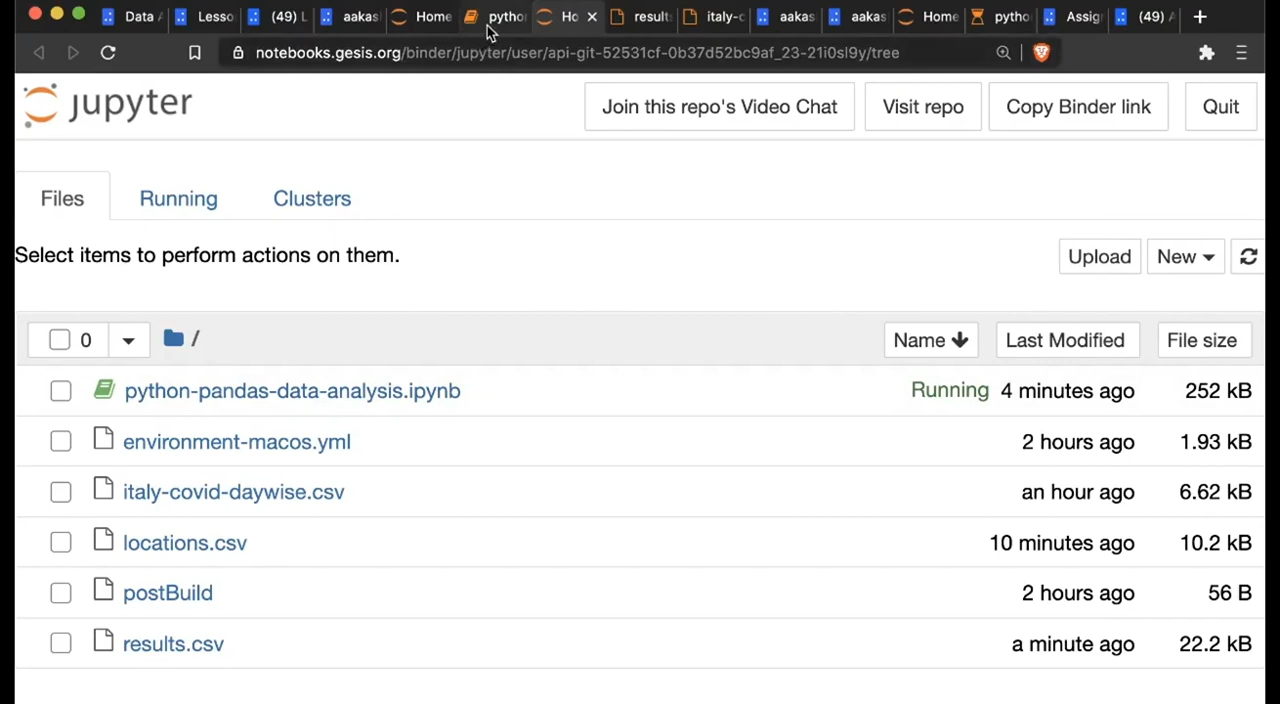 Data Lesso (49) L aakas Home pytho Ho result italy-c aakas aakas Home pytho Assig (49) A
notebooks.gesis.org/binder/jupyter/user/api-git-52531cf-0b37d52bc9af_23-21i0sl9y/tree
jupyter Join this repo's Video Chat Visit repo Copy Binder link Quit
Files Running Clusters
Select items to perform actions on them. Upload New
0 / Name Last Modified File size
python-pandas-data-analysis.ipynb Running 4 minutes ago 252 kB
environment-macos.yml 2 hours ago 1.93 kB
italy-covid-daywise.csv an hour ago 6.62 kB
locations.csv 10 minutes ago 10.2 kB
postBuild 2 hours ago 56 B
results.csv a minute ago 22.2 kB